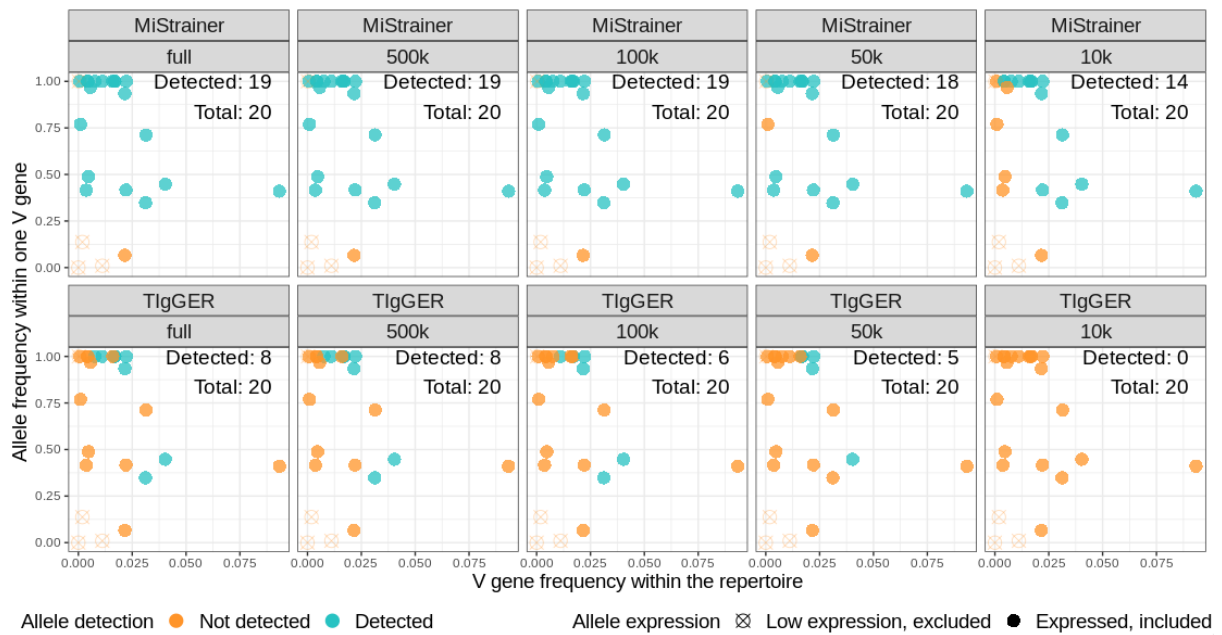 MiStrainer MiStrainer MiStrainer MiStrainer MiStrainer
full 500k 100k 50k 10k
1.00 Detected: 19 Detected: 19 Detected: 19 Detected: 18 Detected: 14
Total: 20 Total: 20 Total: 20 Total: 20 Total: 20
0.75
0.50
0.25
0.00
Allele frequency within one V gene
TIgGER TIgGER TIgGER TIgGER TIgGER
full 500k 100k 50k 10k
1.00 Detected: 8 Detected: 8 Detected: 6 Detected: 5 Detected: 0
Total: 20 Total: 20 Total: 20 Total: 20 Total: 20
0.75
0.50
0.25
0.00
0.000 0.025 0.050 0.075 0.000 0.025 0.050 0.075 0.000 0.025 0.050 0.075 0.000 0.025 0.050 0.075 0.000 0.025 0.050 0.075
V gene frequency within the repertoire
Allele detection Not detected Detected Allele expression Low expression, excluded Expressed, included